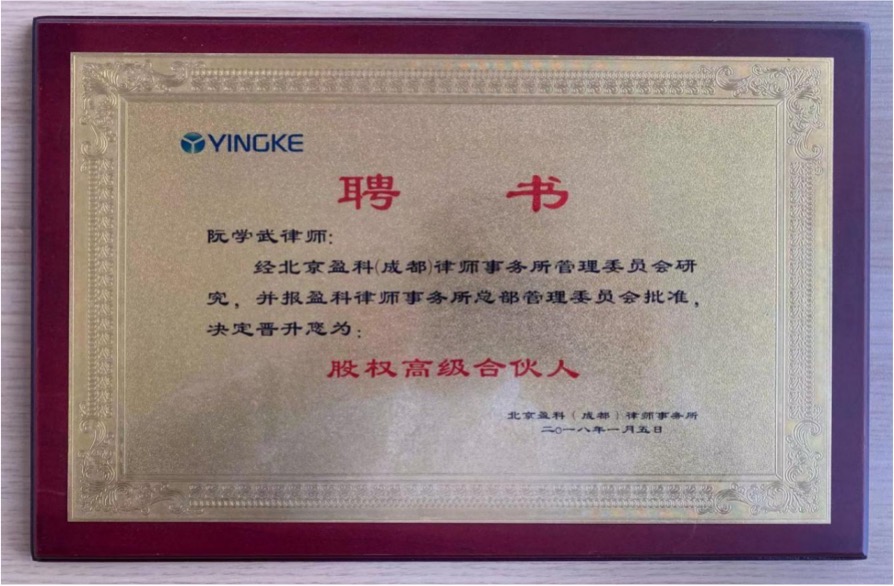 YINGKE
聘 书
阮学武律师:
经北京盈科(成都)律师事务所管理委员会研
究,并报盈科律师事务所总部管理委员会批准,
决定晋升您为:
股权高级合伙人
北京盈科(成都)律师事务所
二〇一八年一月五日